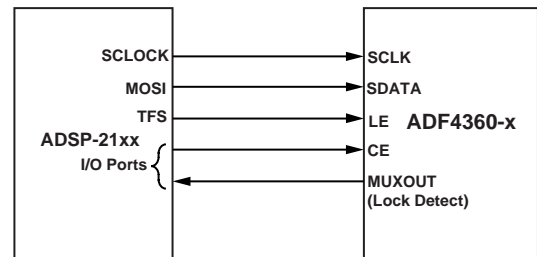 SCLOCK
MOSI
TFS
ADSP-21xx
I/O Ports
SCLK
SDATA
LE
ADF4360-x
CE
MUXOUT
(Lock Detect)